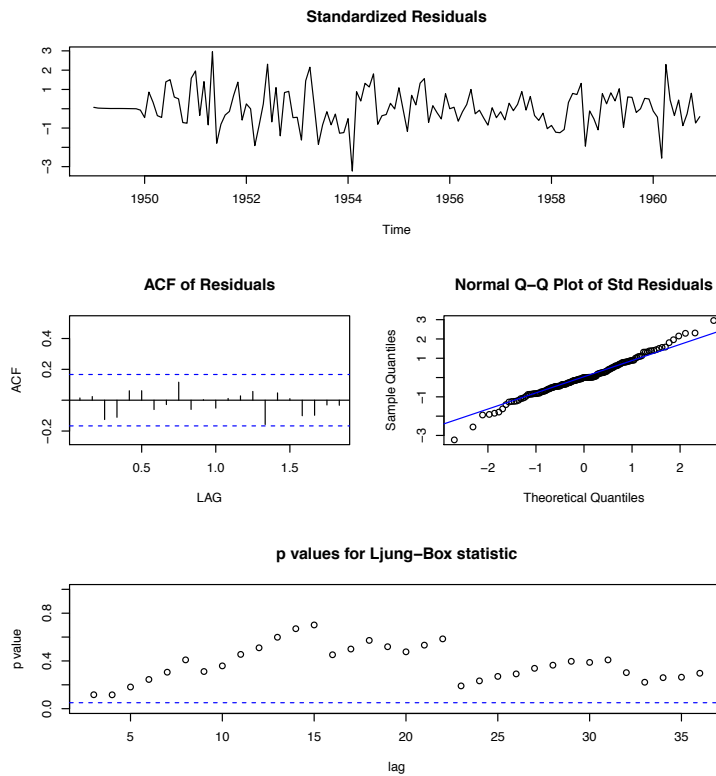 Standardized Residuals
3
1
-1
-3
1950 1952 1954 1956 1958 1960
Time
ACF of Residuals
ACF
0.4
0.2
-0.2
0.5 1.0 1.5
LAG
Normal Q-Q Plot of Std Residuals
Sample Quantiles
3
1
-1
-3
-2 -1 0 1 2
Theoretical Quantiles
p values for Ljung-Box statistic
p value
0.8
0.4
0.0
5 10 15 20 25 30 35
lag